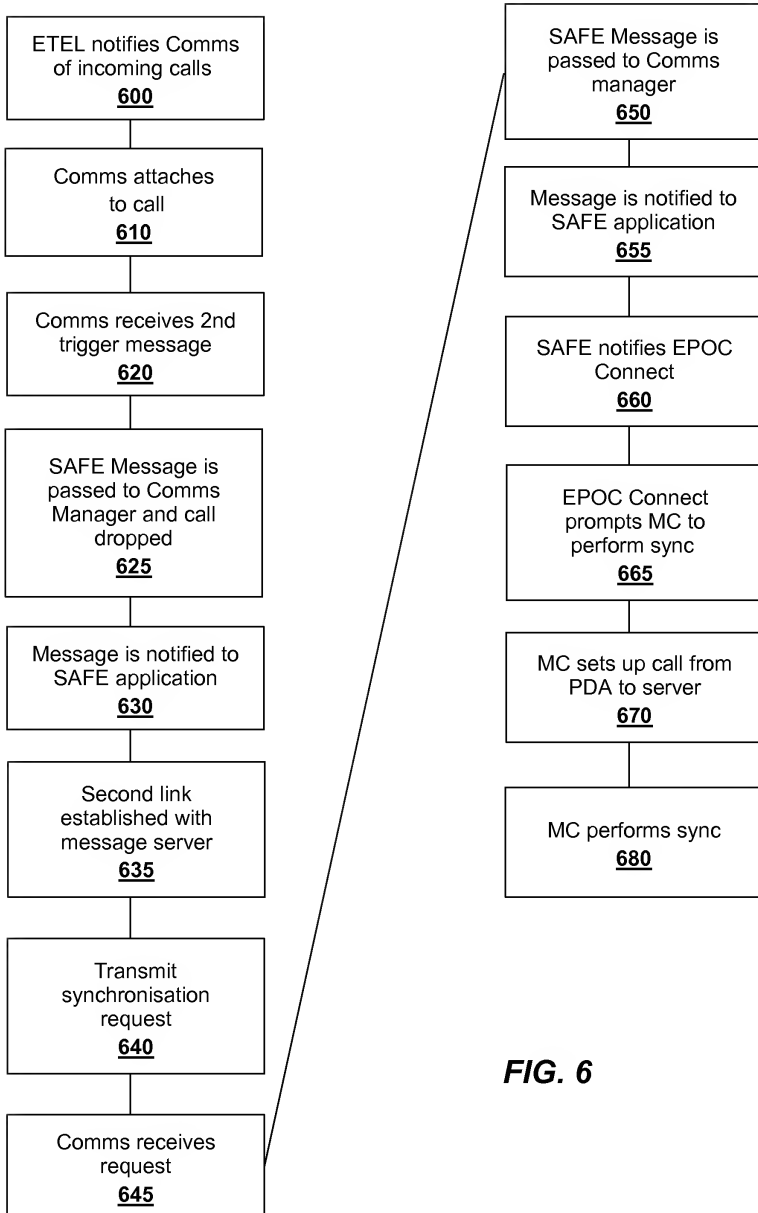 ETEL notifies Comms
of incoming calls
600
Comms attaches
to call
610
Comms receives 2nd
trigger message
620
SAFE Message is
passed to Comms
Manager and call
dropped
625
Message is notified to
SAFE application
630
Second link
established with
message server
635
Transmit
synchronisation
request
640
Comms receives
request
645
SAFE Message is
passed to Comms
manager
650
Message is notified to
SAFE application
655
SAFE notifies EPOC
Connect
660
EPOC Connect
prompts MC to
perform sync
665
MC sets up call from
PDA to server
670
MC performs sync
680
FIG. 6